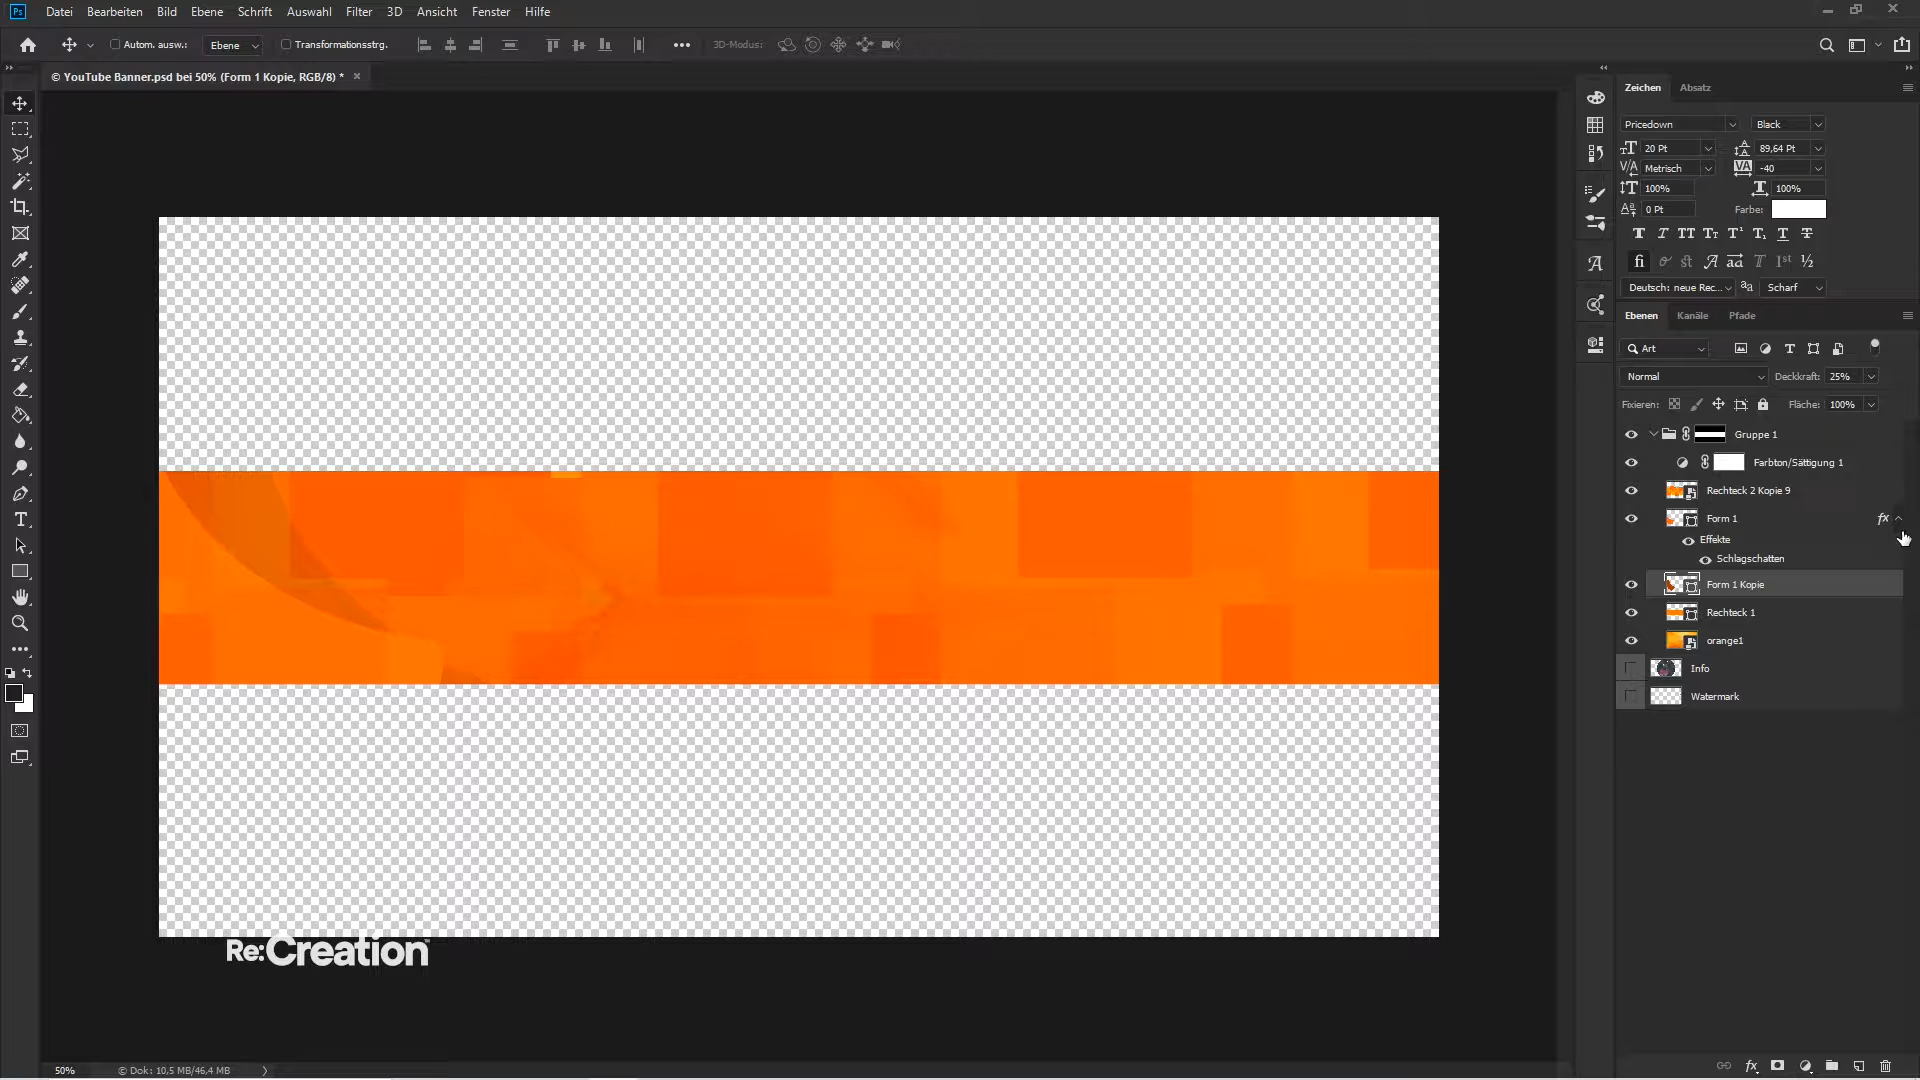 Ps Datei Bearbeiten Bild Ebene Schrift Auswahl Filter 3D Ansicht Fenster Hilfe
Autom. ausw.: Ebene Transformationsstrg. 3D-Modus:
© YouTube Banner.psd bei 50% (Form 1 Kopie, RGB/8) * ×
Zeichen Absatz
Pricedown Black
20 Pt 89,64 Pt
Metrisch -40
100% 100%
0 Pt Farbe:
Deutsch: neue Rec... Scharf
Ebenen Kanäle Pfade
Art
Normal Deckkraft: 25%
Fixieren: Fläche: 100%
Gruppe 1
Farbton/Sättigung 1
Rechteck 2 Kopie 9
Form 1 fx
Effekte
Schlagschatten
Form 1 Kopie
Rechteck 1
orange1
Info
Watermark
Re:Creation
50% © Dok: 10,5 MB/46,4 MB